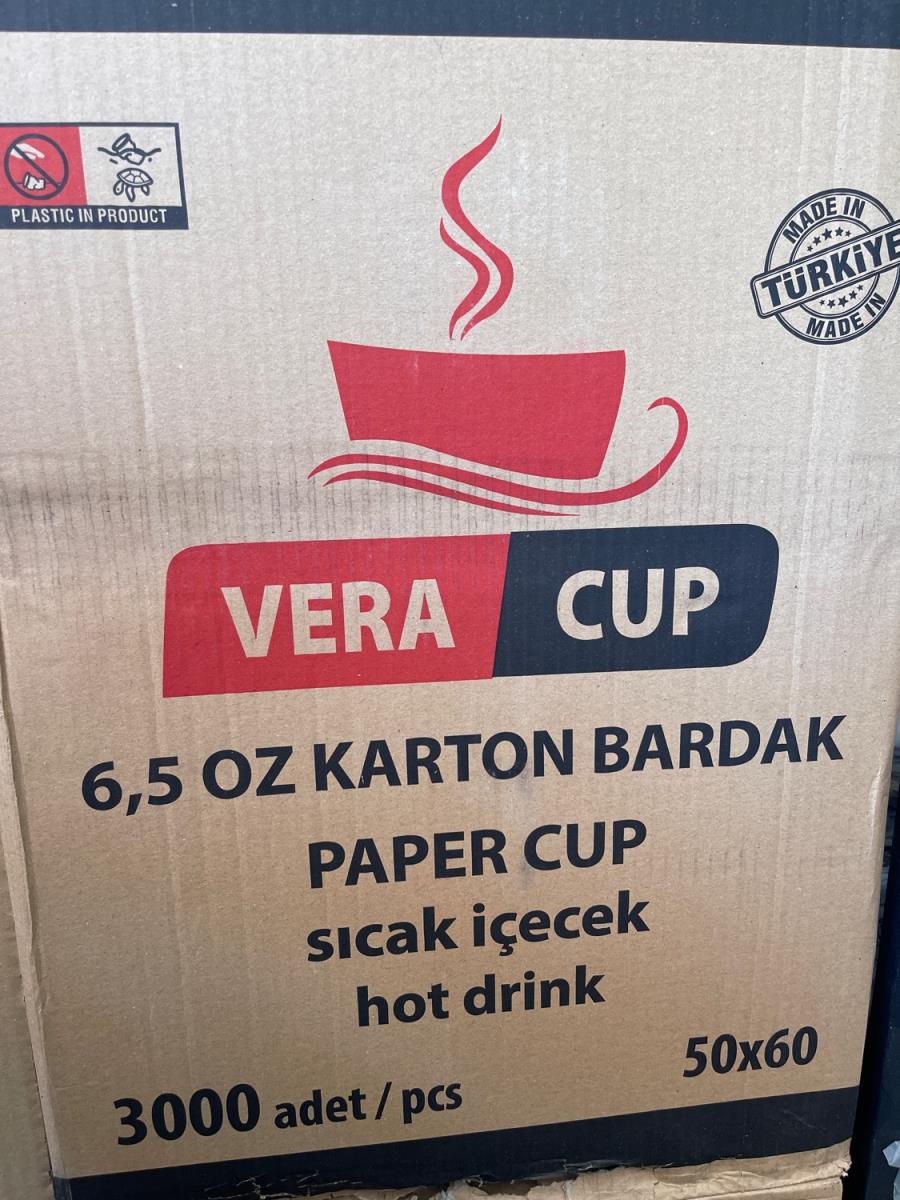 PLASTIC IN PRODUCT
MADE IN
TÜRKİYE
MADE IN
VERA CUP
6,5 OZ KARTON BARDAK
PAPER CUP
sıcak içecek
hot drink
50x60
3000 adet / pcs